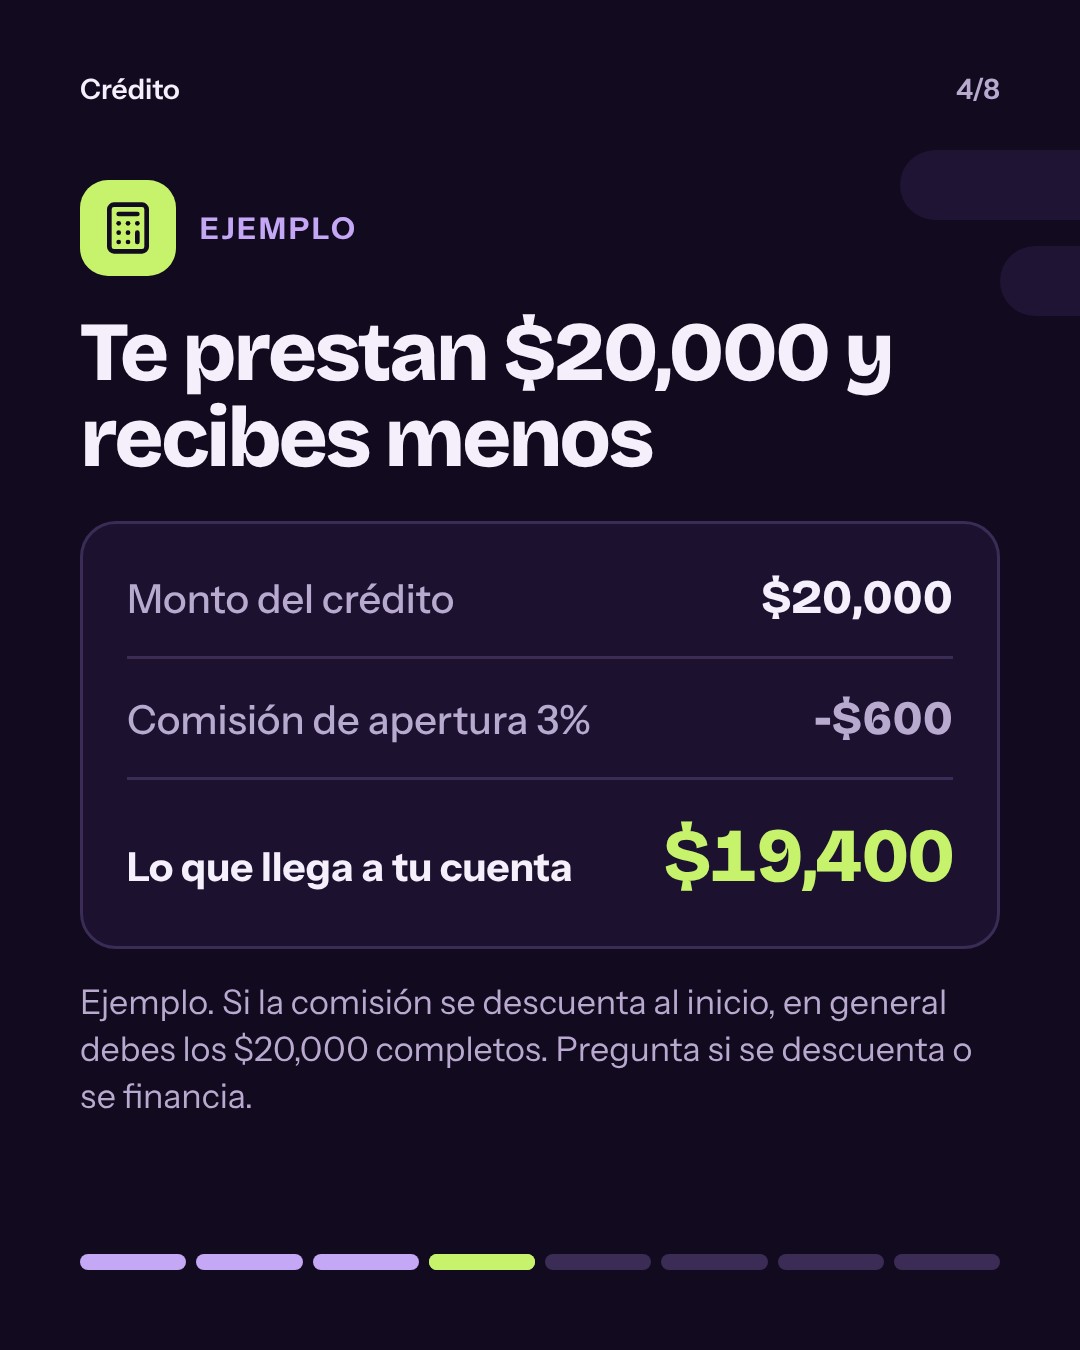 Crédito
4/8
EJEMPLO
Te prestan $20,000 y
recibes menos
Monto del crédito $20,000
Comisión de apertura 3% -$600
Lo que llega a tu cuenta $19,400
Ejemplo. Si la comisión se descuenta al inicio, en general
debes los $20,000 completos. Pregunta si se descuenta o
se financia.